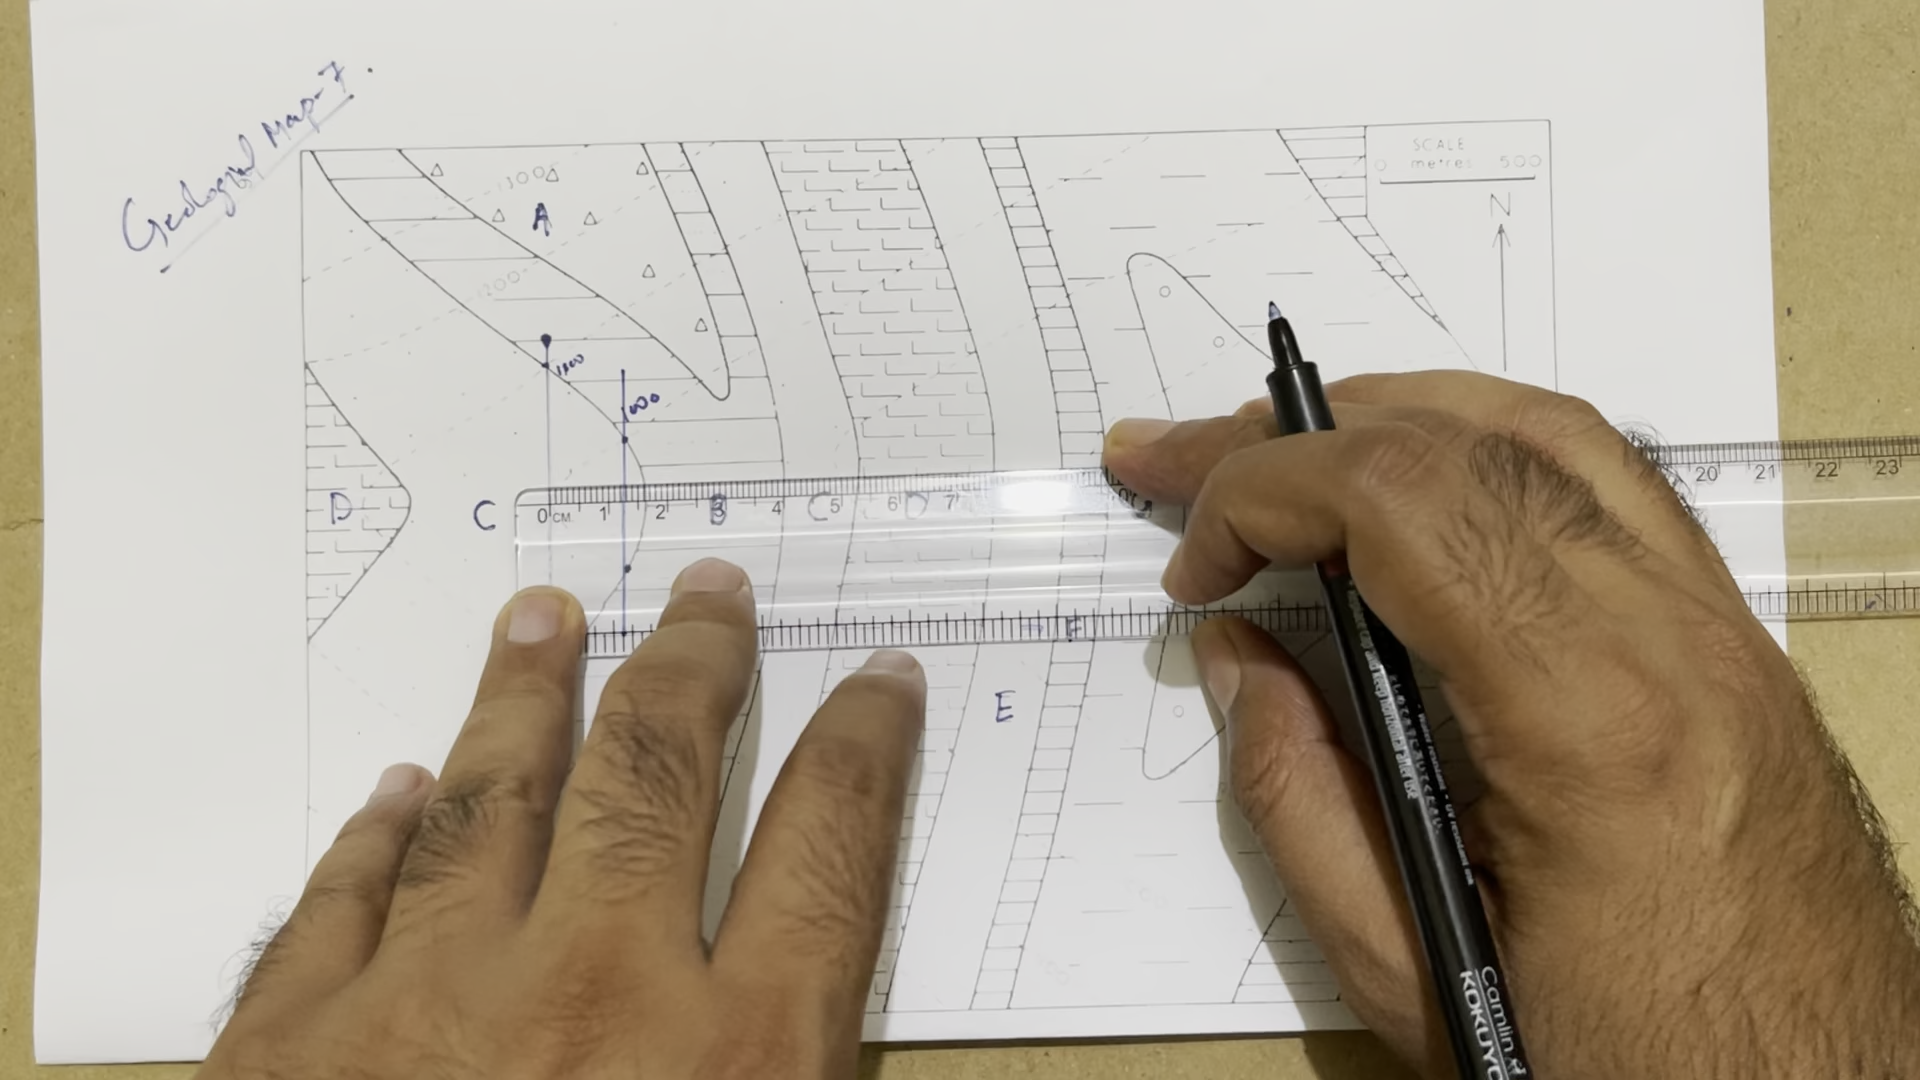 Geological Map-7.
SCALE
0 metres 500
N
1300
A
1200
1100
1000
D
C
0 CM. 1 2 3 4 5 6 7
B C D
20 21 22 23
E
E
Camlin
KOKUYO